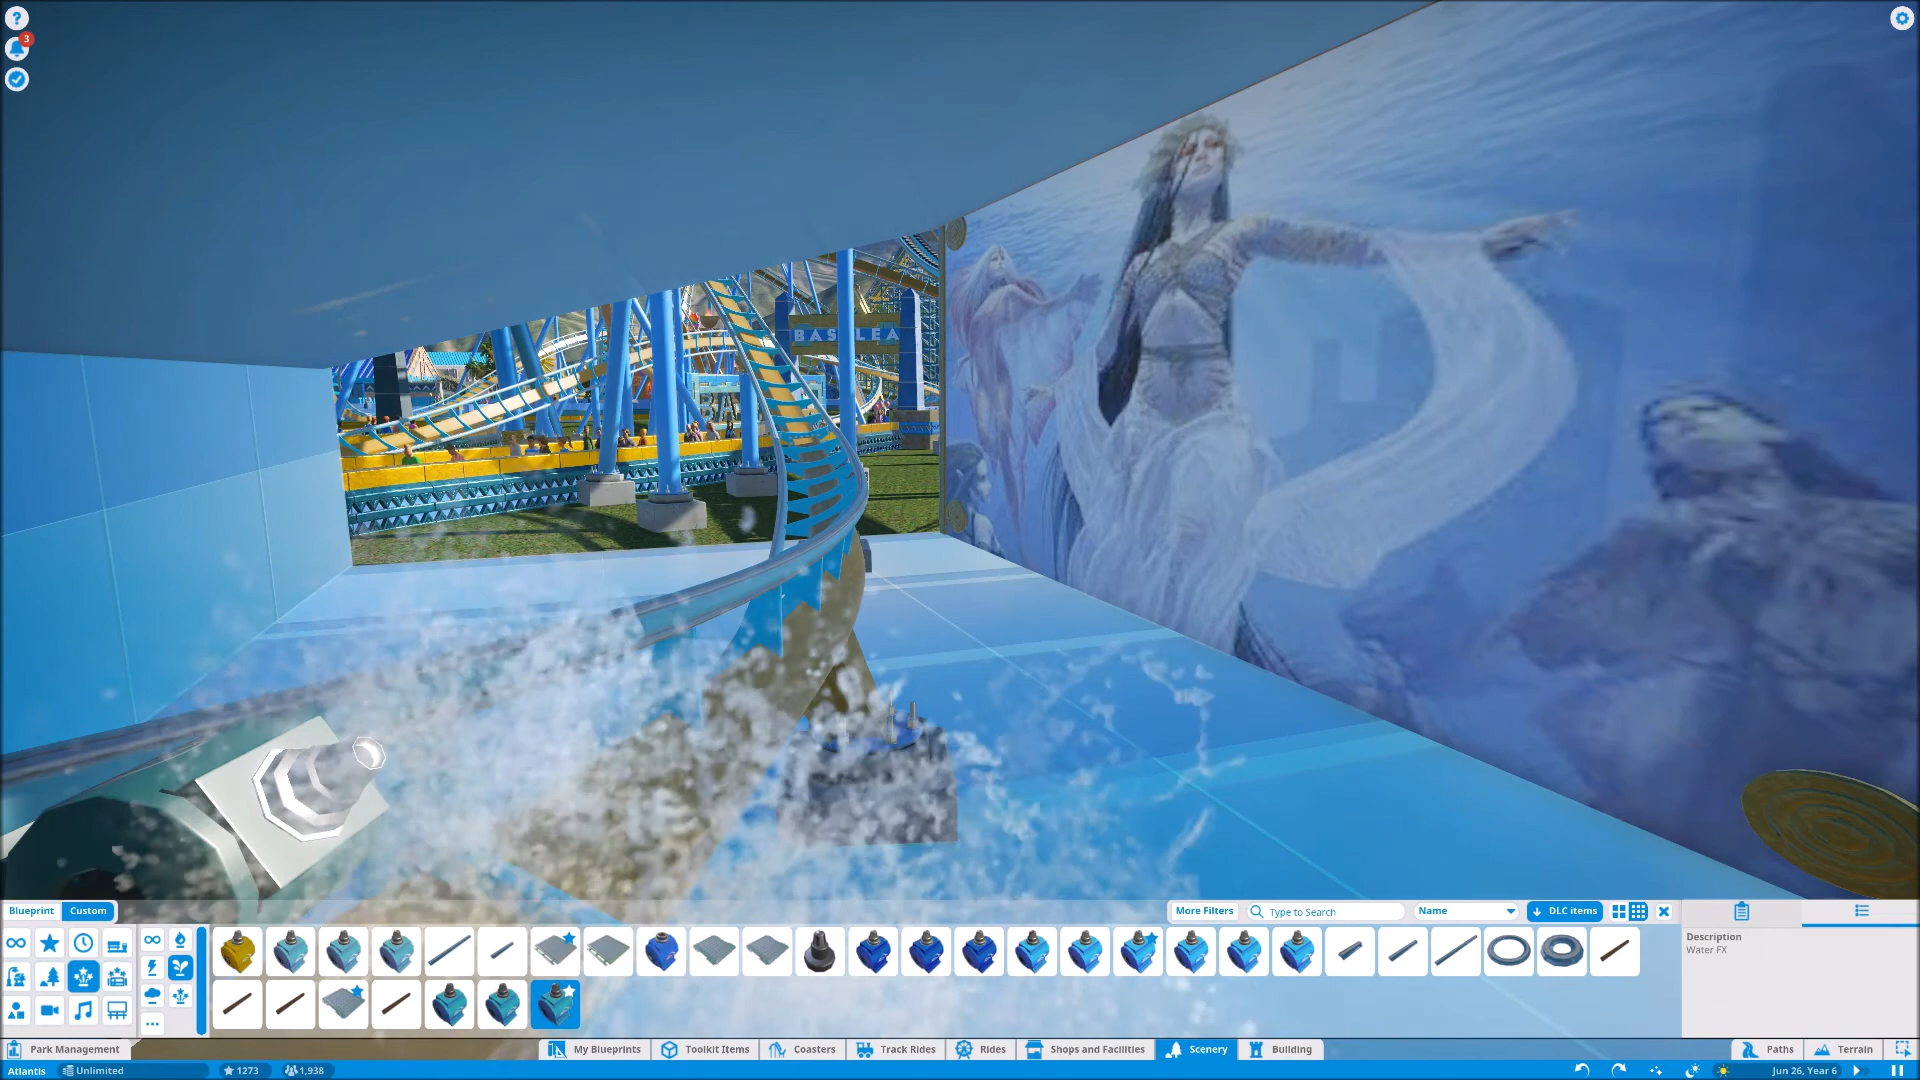 3
BASILEA
Blueprint
Custom
More Filters
Type to Search
Name
DLC items
Description
Water FX
Park Management
My Blueprints
Toolkit Items
Coasters
Track Rides
Rides
Shops and Facilities
Scenery
Building
Paths
Terrain
Atlantis
Unlimited
1273
1,938
Jun 26, Year 6